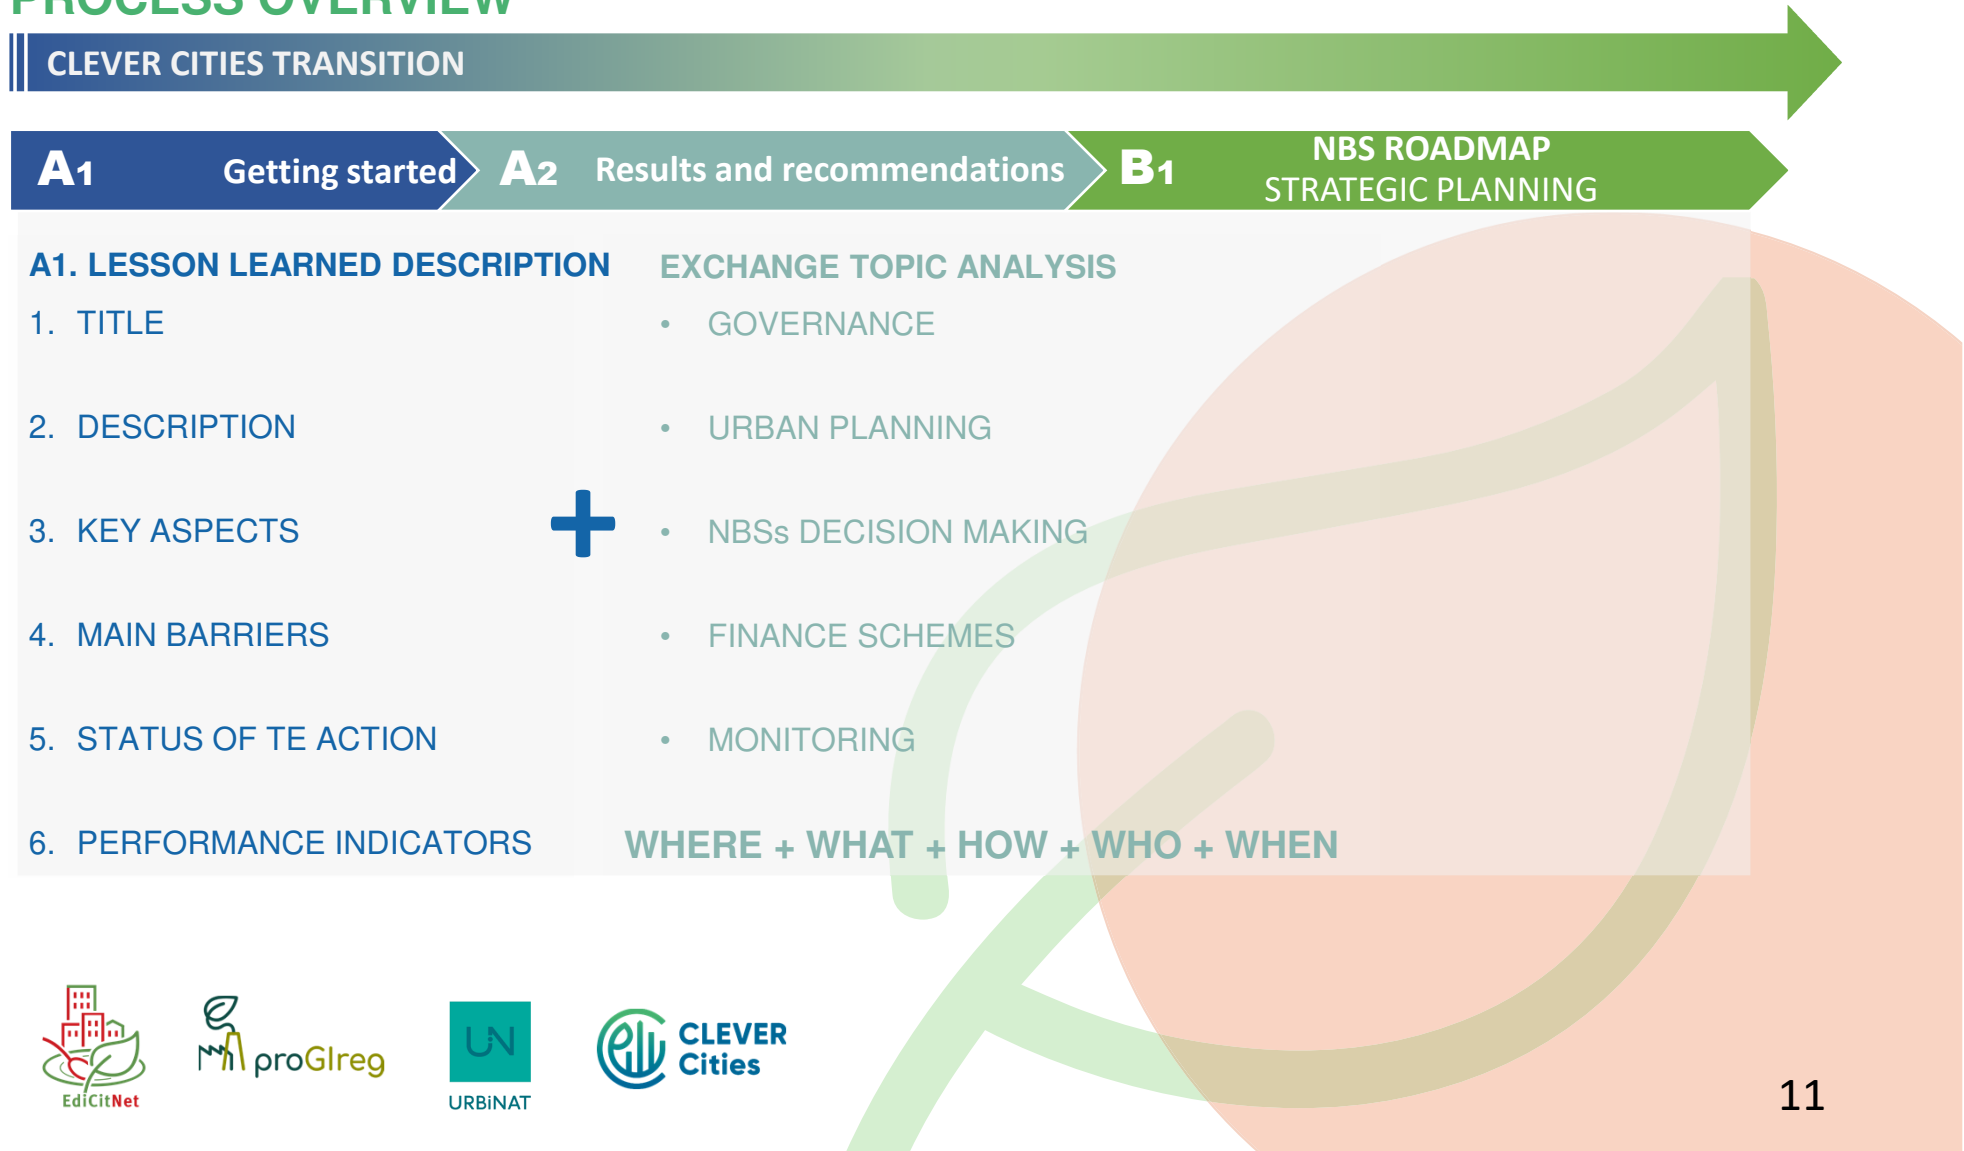 PROCESS OVERVIEW
CLEVER CITIES TRANSITION
A1 Getting started
A2 Results and recommendations
B1 NBS ROADMAP
STRATEGIC PLANNING
A1. LESSON LEARNED DESCRIPTION
1. TITLE
2. DESCRIPTION
3. KEY ASPECTS
4. MAIN BARRIERS
5. STATUS OF TE ACTION
6. PERFORMANCE INDICATORS
+
EXCHANGE TOPIC ANALYSIS
• GOVERNANCE
• URBAN PLANNING
• NBSs DECISION MAKING
• FINANCE SCHEMES
• MONITORING
WHERE + WHAT + HOW + WHO + WHEN
EdiCitNet
proGIreg
UN
URBiNAT
CLEVER
Cities
11